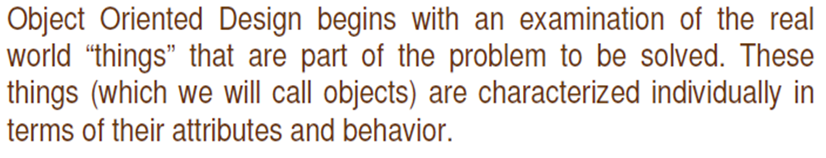 Object Oriented Design begins with an examination of the real
world “things” that are part of the problem to be solved. These
things (which we will call objects) are characterized individually in
terms of their attributes and behavior.